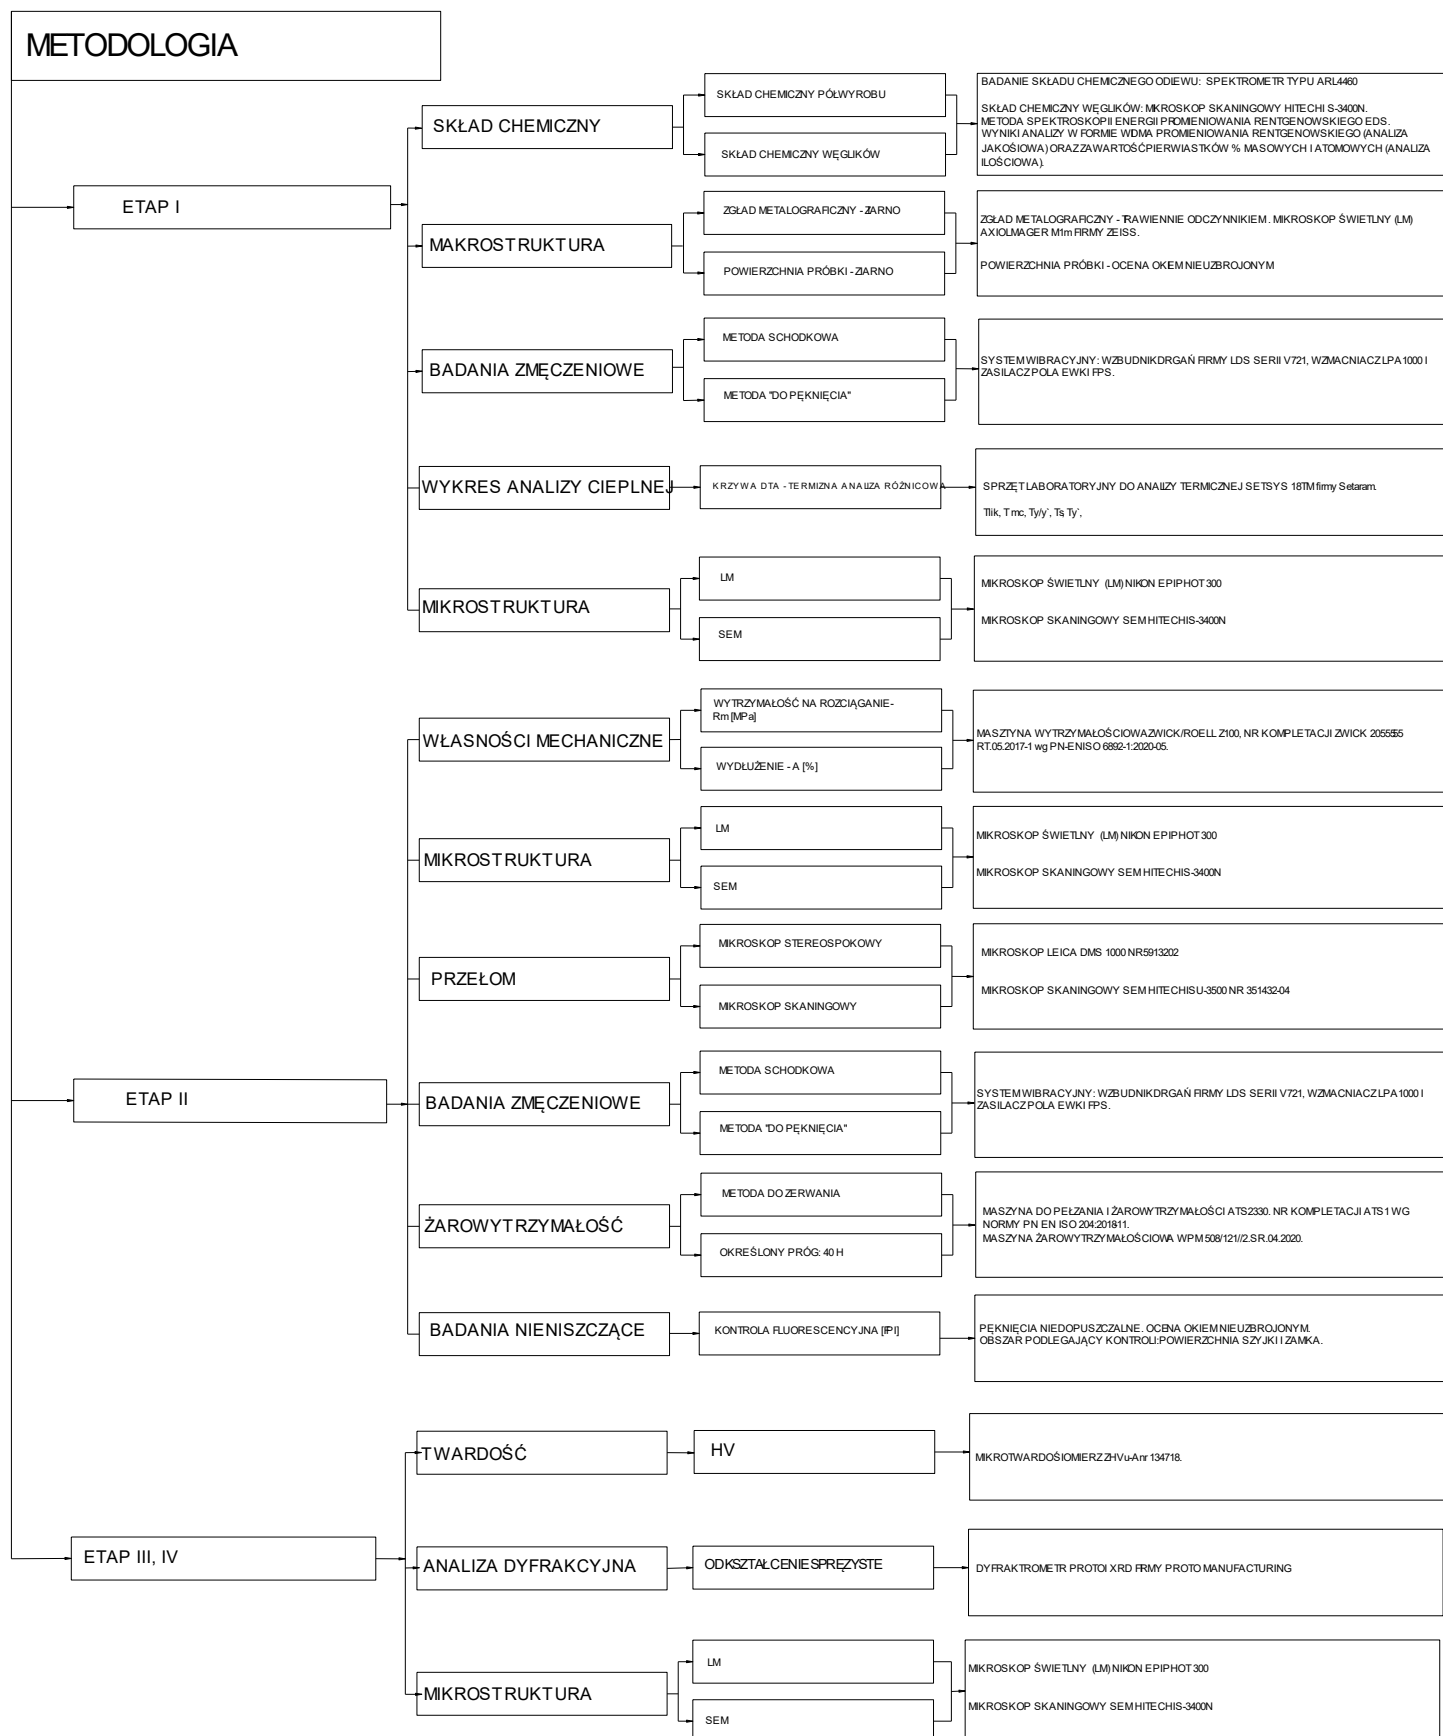 METODOLOGIA
ETAP I
SKŁAD CHEMICZNY
SKŁAD CHEMICZNY PÓŁWYROBU
SKŁAD CHEMICZNY WĘGLIKÓW
BADANIE SKŁADU CHEMICZNEGO ODLEWU: SPEKTROMETR TYPU ARL4460
SKŁAD CHEMICZNY WĘGLIKÓW: MIKROSKOP SKANINGOWY HITECHI S-3400N.
METODA SPEKTROSKOPII ENERGII PROMIENIOWANIA RENTGENOWSKIEGO EDS.
WYNIKI ANALIZY W FORMIE WIDMA PROMIENIOWANIA RENTGENOWSKIEGO (ANALIZA
JAKOŚIOWA) ORAZ ZAWARTOŚĆ PIERWIASTKÓW % MASOWYCH I ATOMOWYCH (ANALIZA
ILOŚCIOWA).
MAKROSTRUKTURA
ZGŁAD METALOGRAFICZNY - ZIARNO
POWIERZCHNIA PRÓBKI - ZIARNO
ZGŁAD METALOGRAFICZNY - TRAWIENNIE ODCZYNNIKIEM. MIKROSKOP ŚWIETLNY (LM)
AXIOLMAGER M1m FIRMY ZEISS.
POWIERZCHNIA PRÓBKI - OCENA OKIEM NIEUZBROJONYM
BADANIA ZMĘCZENIOWE
METODA SCHODKOWA
METODA "DO PĘKNIĘCIA"
SYSTEM WIBRACYJNY: WZBUDNIK DRGAŃ FIRMY LDS SERII V721, WZMACNIACZ LPA1000 I
ZASILACZ POLA EWKI FPS.
WYKRES ANALIZY CIEPLNEJ
KRZYWA DTA - TERMIZNA ANALIZA RÓŻNICOWA
SPRZĘT LABORATORYJNY DO ANALIZY TERMICZNEJ SETSYS 18TM firmy Setaram.
Tlik, Tmc, Ty/y`, Ts, Ty`,
MIKROSTRUKTURA
LM
SEM
MIKROSKOP ŚWIETLNY (LM) NIKON EPIPHOT 300
MIKROSKOP SKANINGOWY SEM HITECHI S-3400N
ETAP II
WŁASNOŚCI MECHANICZNE
WYTRZYMAŁOŚĆ NA ROZCIĄGANIE-
Rm [MPa]
WYDŁUŻENIE - A [%]
MASZTYNA WYTRZYMAŁOŚCIOWA ZWICK/ROELL Z100, NR KOMPLETACJI ZWICK 205555
RT.05.2017-1 wg PN-EN ISO 6892-1:2020-05.
MIKROSTRUKTURA
LM
SEM
MIKROSKOP ŚWIETLNY (LM) NIKON EPIPHOT 300
MIKROSKOP SKANINGOWY SEM HITECHI S-3400N
PRZEŁOM
MIKROSKOP STEREOSPOKOWY
MIKROSKOP SKANINGOWY
MIKROSKOP LEICA DMS 1000 NR 5913202
MIKROSKOP SKANINGOWY SEM HITECHI SU-3500 NR 351432-04
BADANIA ZMĘCZENIOWE
METODA SCHODKOWA
METODA "DO PĘKNIĘCIA"
SYSTEM WIBRACYJNY: WZBUDNIK DRGAŃ FIRMY LDS SERII V721, WZMACNIACZ LPA1000 I
ZASILACZ POLA EWKI FPS.
ŻAROWYTRZYMAŁOŚĆ
METODA DO ZERWANIA
OKREŚLONY PRÓG: 40 H
MASZYNA DO PEŁZANIA I ŻAROWYTRZYMAŁOŚCI ATS2330. NR KOMPLETACJI ATS 1 WG
NORMY PN EN ISO 204:2018-11.
MASZYNA ŻAROWYTRZYMAŁOŚCIOWA WPM 508/121//2.SR.04.2020.
BADANIA NIENISZCZĄCE
KONTROLA FLUORESCENCYJNA [FPI]
PĘKNIĘCIA NIEDOPUSZCZALNE. OCENA OKIEM NIEUZBROJONYM.
OBSZAR PODLEGAJĄCY KONTROLI:POWIERZCHNIA SZYJKI I ZAMKA.
ETAP III, IV
TWARDOŚĆ
HV
MIKROTWARDOŚIOMIERZ ZHVu-A nr 134718.
ANALIZA DYFRAKCYJNA
ODKSZTAŁCENIE SPRĘŻYSTE
DYFRAKTROMETR PROTO I XRD FIRMY PROTO MANUFACTURING
MIKROSTRUKTURA
LM
SEM
MIKROSKOP ŚWIETLNY (LM) NIKON EPIPHOT 300
MIKROSKOP SKANINGOWY SEM HITECHI S-3400N